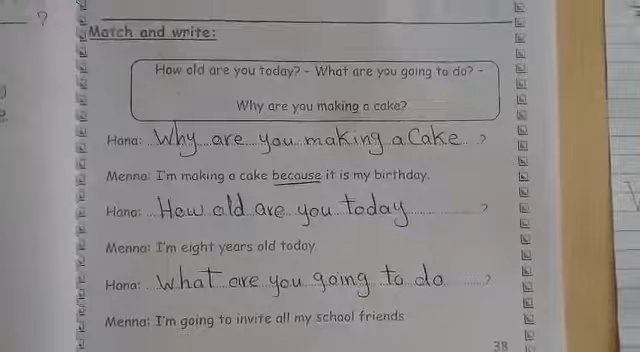 ?
Match and write:
How old are you today? - What are you going to do? -
Why are you making a cake?
Hana: Why are you making a Cake ?
Menna: I'm making a cake because it is my birthday.
Hana: How old are you today ?
Menna: I'm eight years old today
Hana: What are you going to do ?
Menna: I'm going to invite all my school friends
38